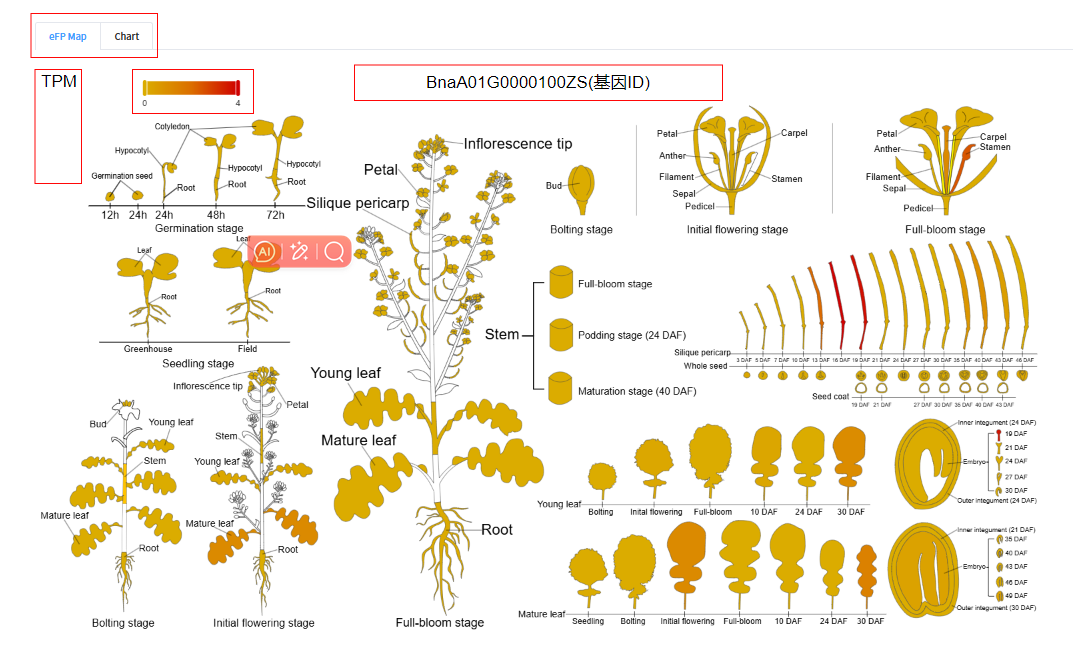 eFP Map
Chart
TPM
0
4
BnaA01G0000100ZS(基因ID)
Cotyledon
Hypocotyl
Germination seed
Root
Hypocotyl
Root
Hypocotyl
Root
12h 24h 24h 48h 72h
Germination stage
Leaf
Root
Greenhouse
Leaf
Root
Field
Seedling stage
AI
Inflorescence tip
Petal
Silique pericarp
Young leaf
Mature leaf
Root
Full-bloom stage
Bud
Young leaf
Stem
Mature leaf
Root
Bolting stage
Inflorescence tip
Petal
Stem
Young leaf
Mature leaf
Root
Initial flowering stage
Bud
Bolting stage
Petal
Carpel
Anther
Filament
Stamen
Sepal
Pedicel
Initial flowering stage
Petal
Carpel
Anther
Stamen
Filament
Sepal
Pedicel
Full-bloom stage
Stem
Full-bloom stage
Podding stage (24 DAF)
Maturation stage (40 DAF)
Silique pericarp
3 DAF 5 DAF 7 DAF 10 DAF 13 DAF 16 DAF 19 DAF 21 DAF 24 DAF 27 DAF 30 DAF 35 DAF 40 DAF 43 DAF 46 DAF
Whole seed
Seed coat
19 DAF 21 DAF 27 DAF 30 DAF 35 DAF 40 DAF 43 DAF
Young leaf
Bolting Initial flowering Full-bloom 10 DAF 24 DAF 30 DAF
Mature leaf
Seedling Bolting Initial flowering Full-bloom 10 DAF 24 DAF 30 DAF
Inner integument (24 DAF)
19 DAF
21 DAF
Embryo
24 DAF
27 DAF
30 DAF
Outer integument (24 DAF)
Inner integument (21 DAF)
35 DAF
40 DAF
Embryo
43 DAF
46 DAF
49 DAF
Outer integument (30 DAF)